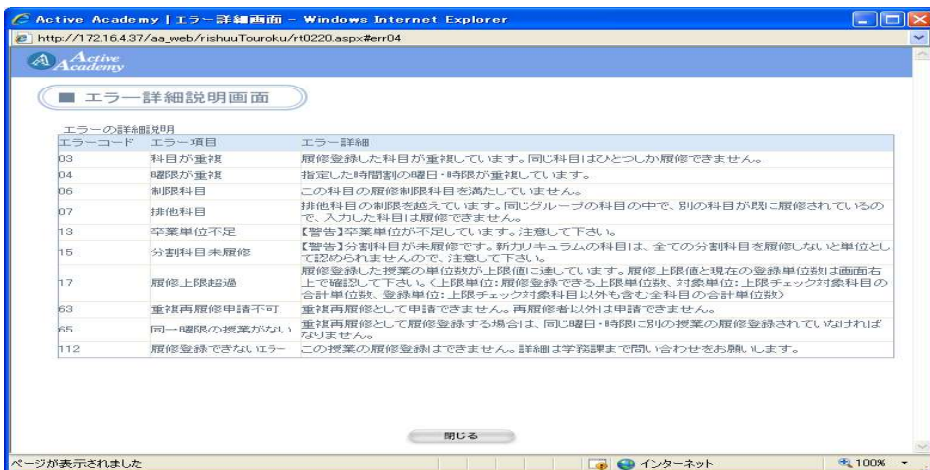 Active Academy | エラー詳細画面 - Windows Internet Explorer
http://172.16.4.37/aa_web/rishuuTouroku/rt0220.aspx#err04
Active Academy
■ エラー詳細説明画面
エラーの詳細説明
エラーコード エラー項目 エラー詳細
03 科目が重複 履修登録した科目が重複しています。同じ科目はひとつしか履修できません。
04 曜限が重複 指定した時間割の曜日・時限が重複しています。
06 制限科目 この科目の履修制限科目を満たしていません。
07 排他科目 排他科目の制限を越えています。同じグループの科目の中で、別の科目が既に履修されているの
で、入力した科目は履修できません。
13 卒業単位不足 【警告】卒業単位が不足しています。注意して下さい。
15 分割科目未履修 【警告】分割科目が未履修です。新カリキュラムの科目は、全ての分割科目を履修しないと単位とし
て認められませんので、注意して下さい。
17 履修上限超過 履修登録した授業の単位数が上限値に達しています。履修上限値と現在の登録単位数は画面右
上で確認して下さい。(上限単位:履修登録できる上限単位数、対象単位:上限チェック対象科目の
合計単位数、登録単位:上限チェック対象科目以外も含む全科目の合計単位数)
63 重複再履修申請不可 重複再履修として申請できません。再履修者以外は申請できません。
65 同一曜限の授業がない 重複再履修として履修登録する場合は、同じ曜日・時限に別の授業の履修登録されていなければ
なりません。
112 履修登録できないエラー この授業の履修登録はできません。詳細は学務課まで問い合わせをお願いします。
閉じる
ページが表示されました インターネット 100%